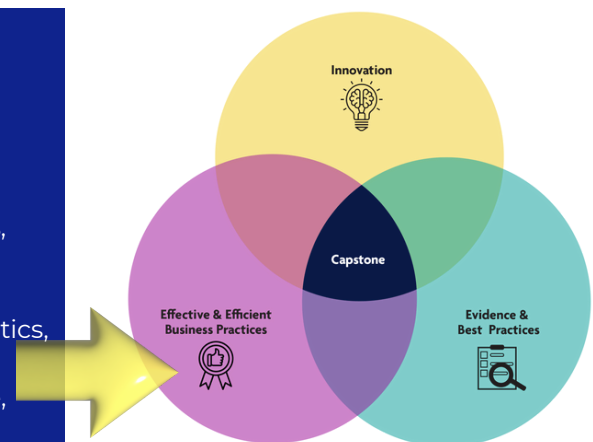 Innovation
Capstone
Effective & Efficient
Business Practices
Evidence &
Best Practices